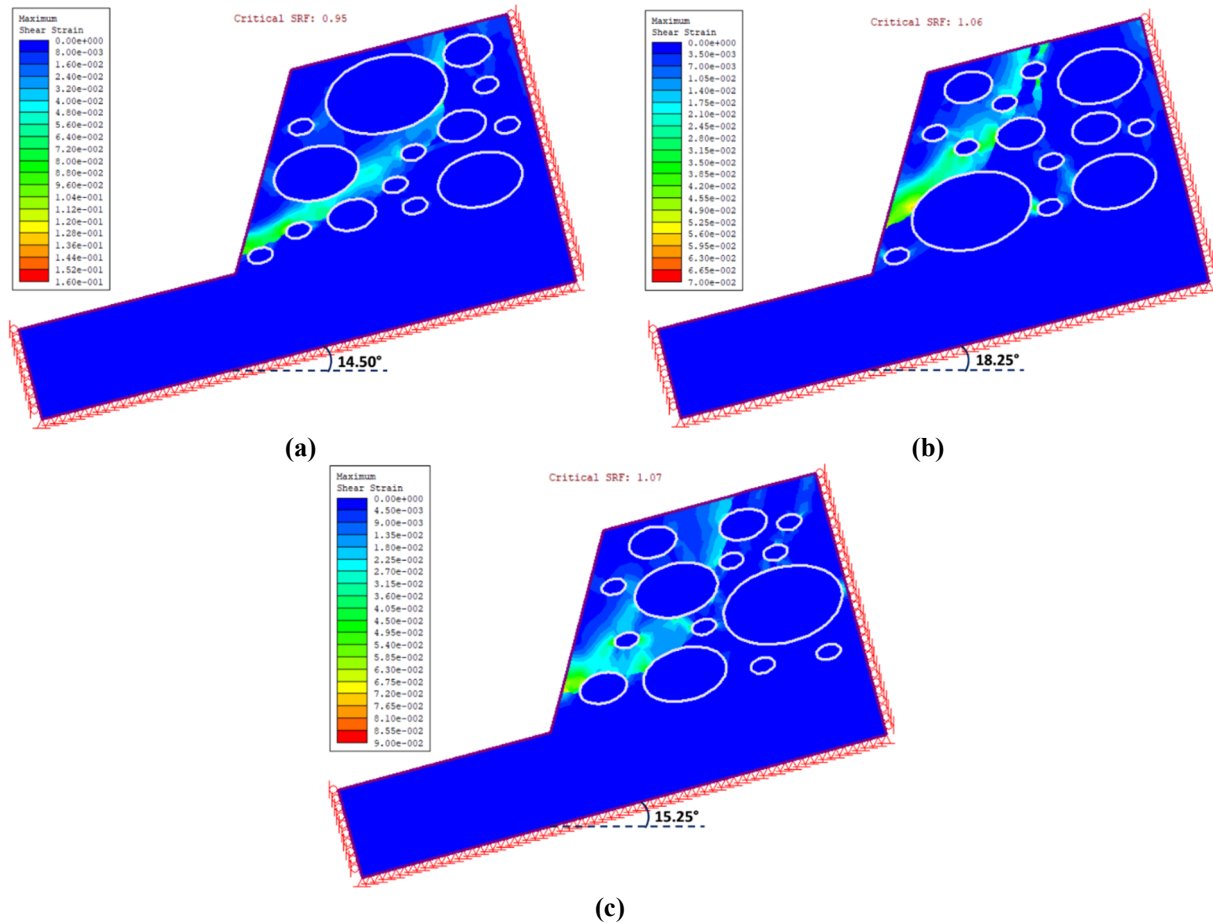 Maximum
Shear Strain
0.00e+000
8.00e-003
1.60e-002
2.40e-002
3.20e-002
4.00e-002
4.80e-002
5.60e-002
6.40e-002
7.20e-002
8.00e-002
8.80e-002
9.60e-002
1.04e-001
1.12e-001
1.20e-001
1.28e-001
1.36e-001
1.44e-001
1.52e-001
1.60e-001
Critical SRF: 0.95
14.50°
(a)
Maximum
Shear Strain
0.00e+000
3.50e-003
7.00e-003
1.05e-002
1.40e-002
1.75e-002
2.10e-002
2.45e-002
2.80e-002
3.15e-002
3.50e-002
3.85e-002
4.20e-002
4.55e-002
4.90e-002
5.25e-002
5.60e-002
5.95e-002
6.30e-002
6.65e-002
7.00e-002
Critical SRF: 1.06
18.25°
(b)
Maximum
Shear Strain
0.00e+000
4.50e-003
9.00e-003
1.35e-002
1.80e-002
2.25e-002
2.70e-002
3.15e-002
3.60e-002
4.05e-002
4.50e-002
4.95e-002
5.40e-002
5.85e-002
6.30e-002
6.75e-002
7.20e-002
7.65e-002
8.10e-002
8.55e-002
9.00e-002
Critical SRF: 1.07
15.25°
(c)